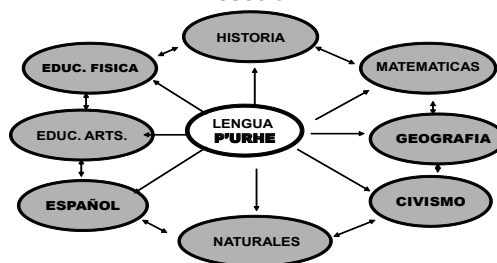 HISTORIA
EDUC. FISICA
MATEMATICAS
LENGUA
P'URHE
EDUC. ARTS.
GEOGRAFIA
ESPAÑOL
CIVISMO
NATURALES